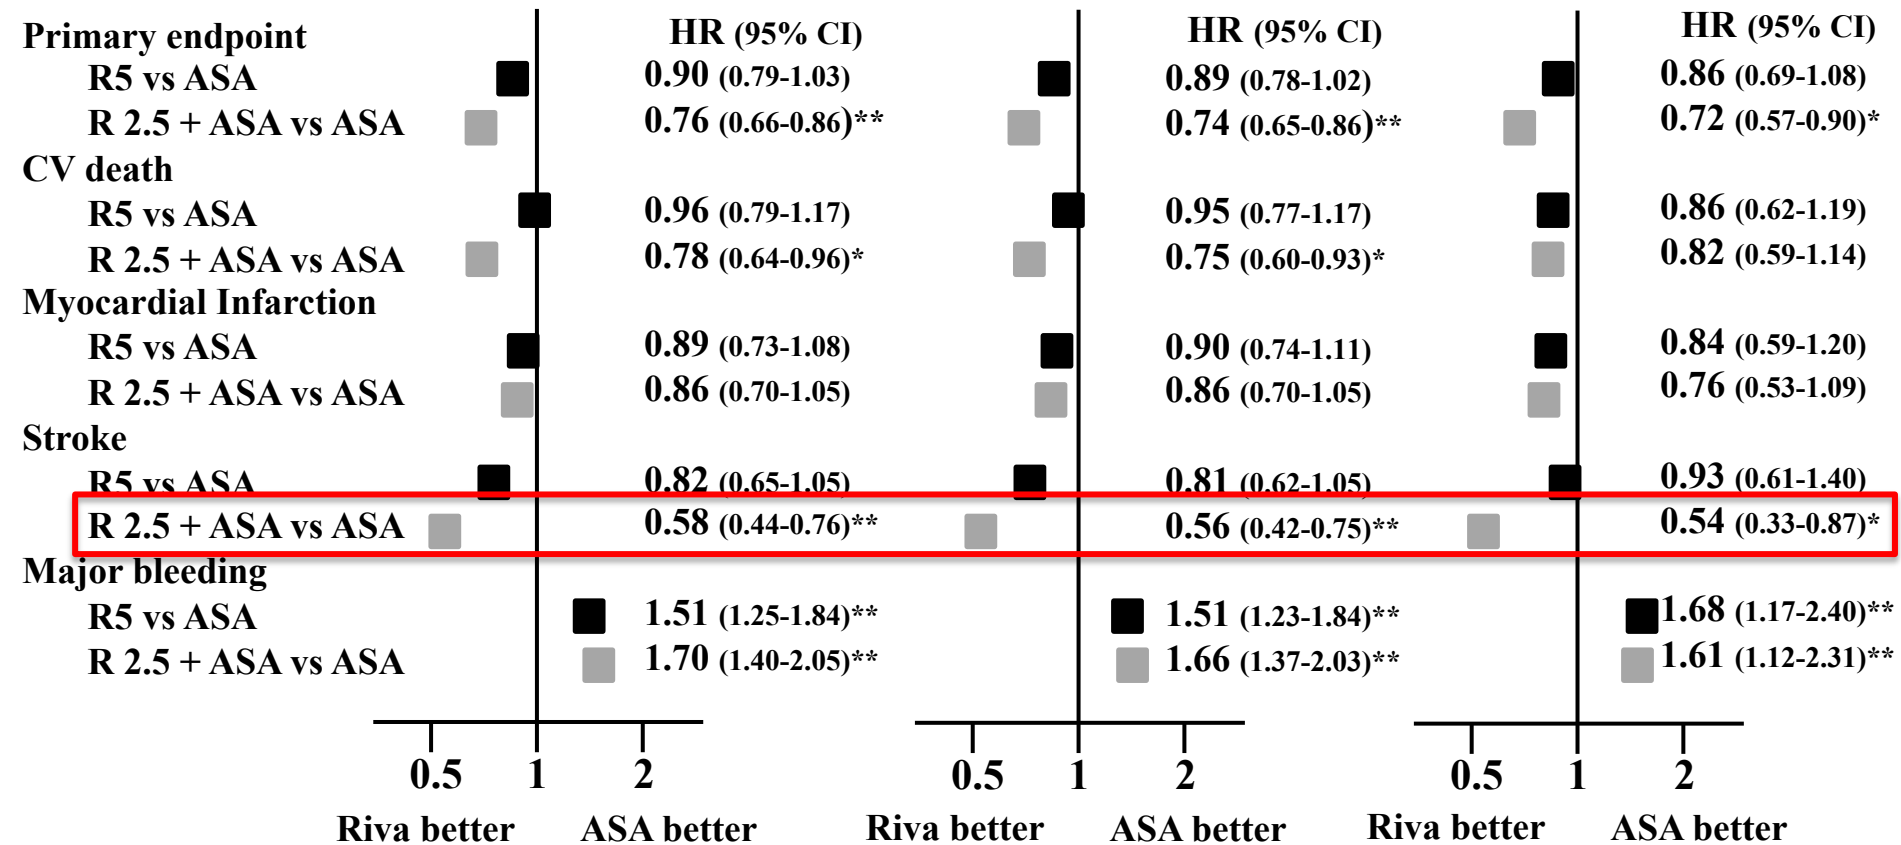 Primary endpoint HR (95% CI) HR (95% CI) HR (95% CI)
R5 vs ASA 0.90 (0.79-1.03) 0.89 (0.78-1.02) 0.86 (0.69-1.08)
R 2.5 + ASA vs ASA 0.76 (0.66-0.86)** 0.74 (0.65-0.86)** 0.72 (0.57-0.90)*
CV death
R5 vs ASA 0.96 (0.79-1.17) 0.95 (0.77-1.17) 0.86 (0.62-1.19)
R 2.5 + ASA vs ASA 0.78 (0.64-0.96)* 0.75 (0.60-0.93)* 0.82 (0.59-1.14)
Myocardial Infarction
R5 vs ASA 0.89 (0.73-1.08) 0.90 (0.74-1.11) 0.84 (0.59-1.20)
R 2.5 + ASA vs ASA 0.86 (0.70-1.05) 0.86 (0.70-1.05) 0.76 (0.53-1.09)
Stroke
R5 vs ASA 0.82 (0.65-1.05) 0.81 (0.62-1.05) 0.93 (0.61-1.40)
R 2.5 + ASA vs ASA 0.58 (0.44-0.76)** 0.56 (0.42-0.75)** 0.54 (0.33-0.87)*
Major bleeding
R5 vs ASA 1.51 (1.25-1.84)** 1.51 (1.23-1.84)** 1.68 (1.17-2.40)**
R 2.5 + ASA vs ASA 1.70 (1.40-2.05)** 1.66 (1.37-2.03)** 1.61 (1.12-2.31)**
0.5 1 2 0.5 1 2 0.5 1 2
Riva better ASA better Riva better ASA better Riva better ASA better